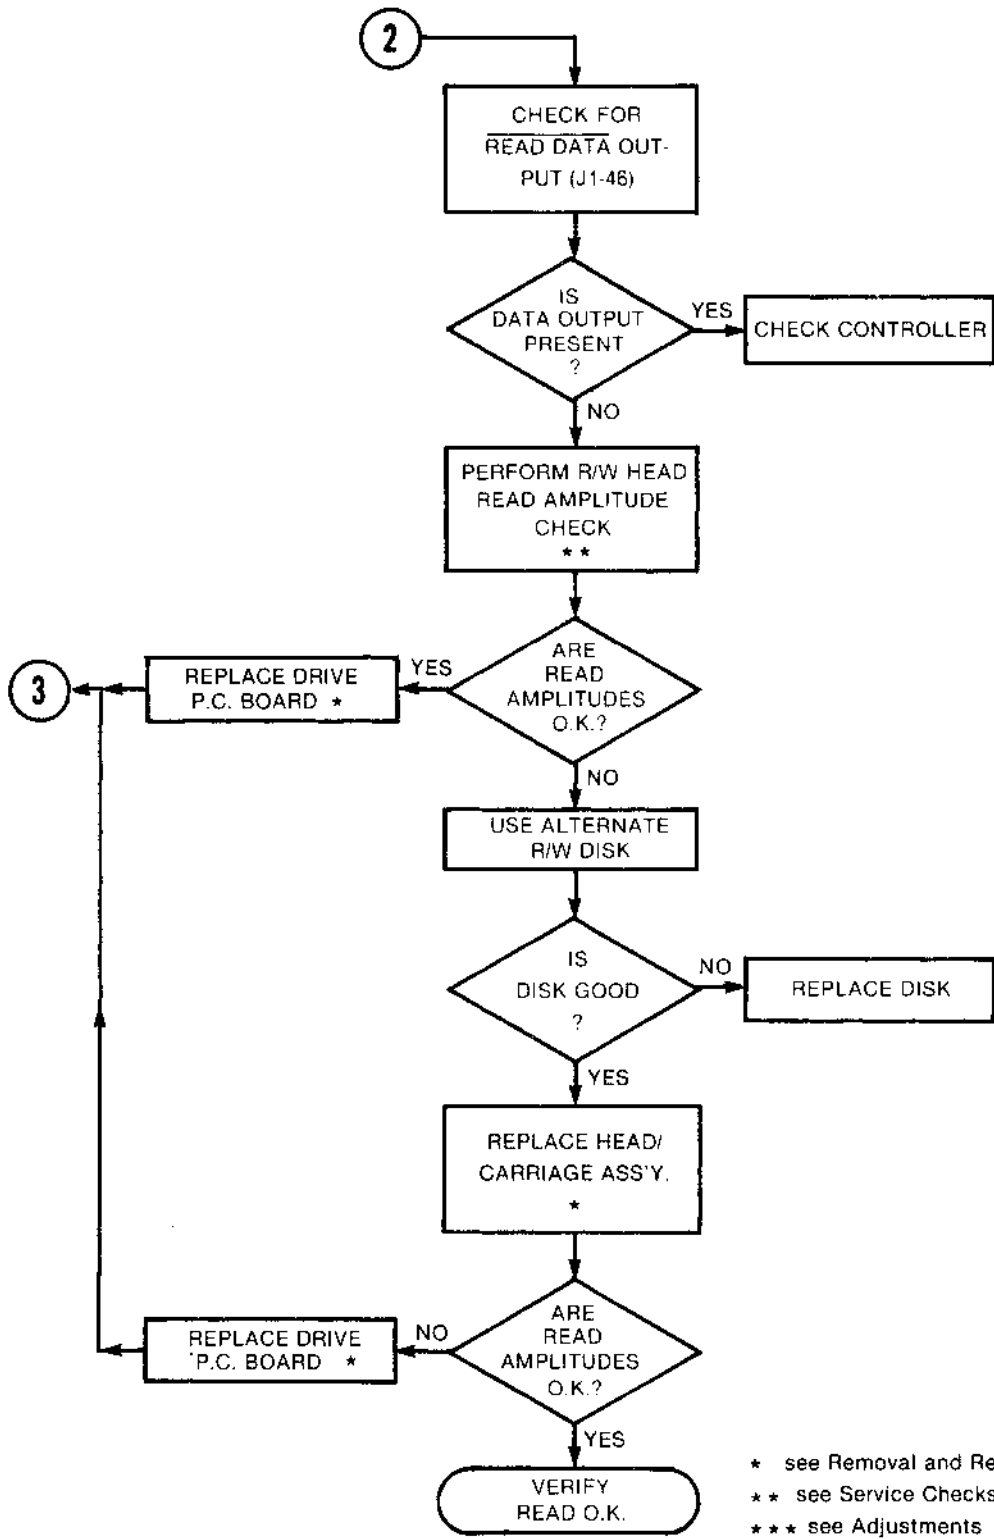 2
CHECK FOR
READ DATA OUT-
PUT (J1-46)
IS
DATA OUTPUT
PRESENT
?
YES
CHECK CONTROLLER
NO
PERFORM R/W HEAD
READ AMPLITUDE
CHECK
* *
ARE
READ
AMPLITUDES
O.K.?
YES
REPLACE DRIVE
P.C. BOARD *
3
NO
USE ALTERNATE
R/W DISK
IS
DISK GOOD
?
NO
REPLACE DISK
YES
REPLACE HEAD/
CARRIAGE ASS'Y.
*
ARE
READ
AMPLITUDES
O.K.?
NO
REPLACE DRIVE
P.C. BOARD *
YES
VERIFY
READ O.K.
* see Removal and Re
* * see Service Checks
* * * see Adjustments